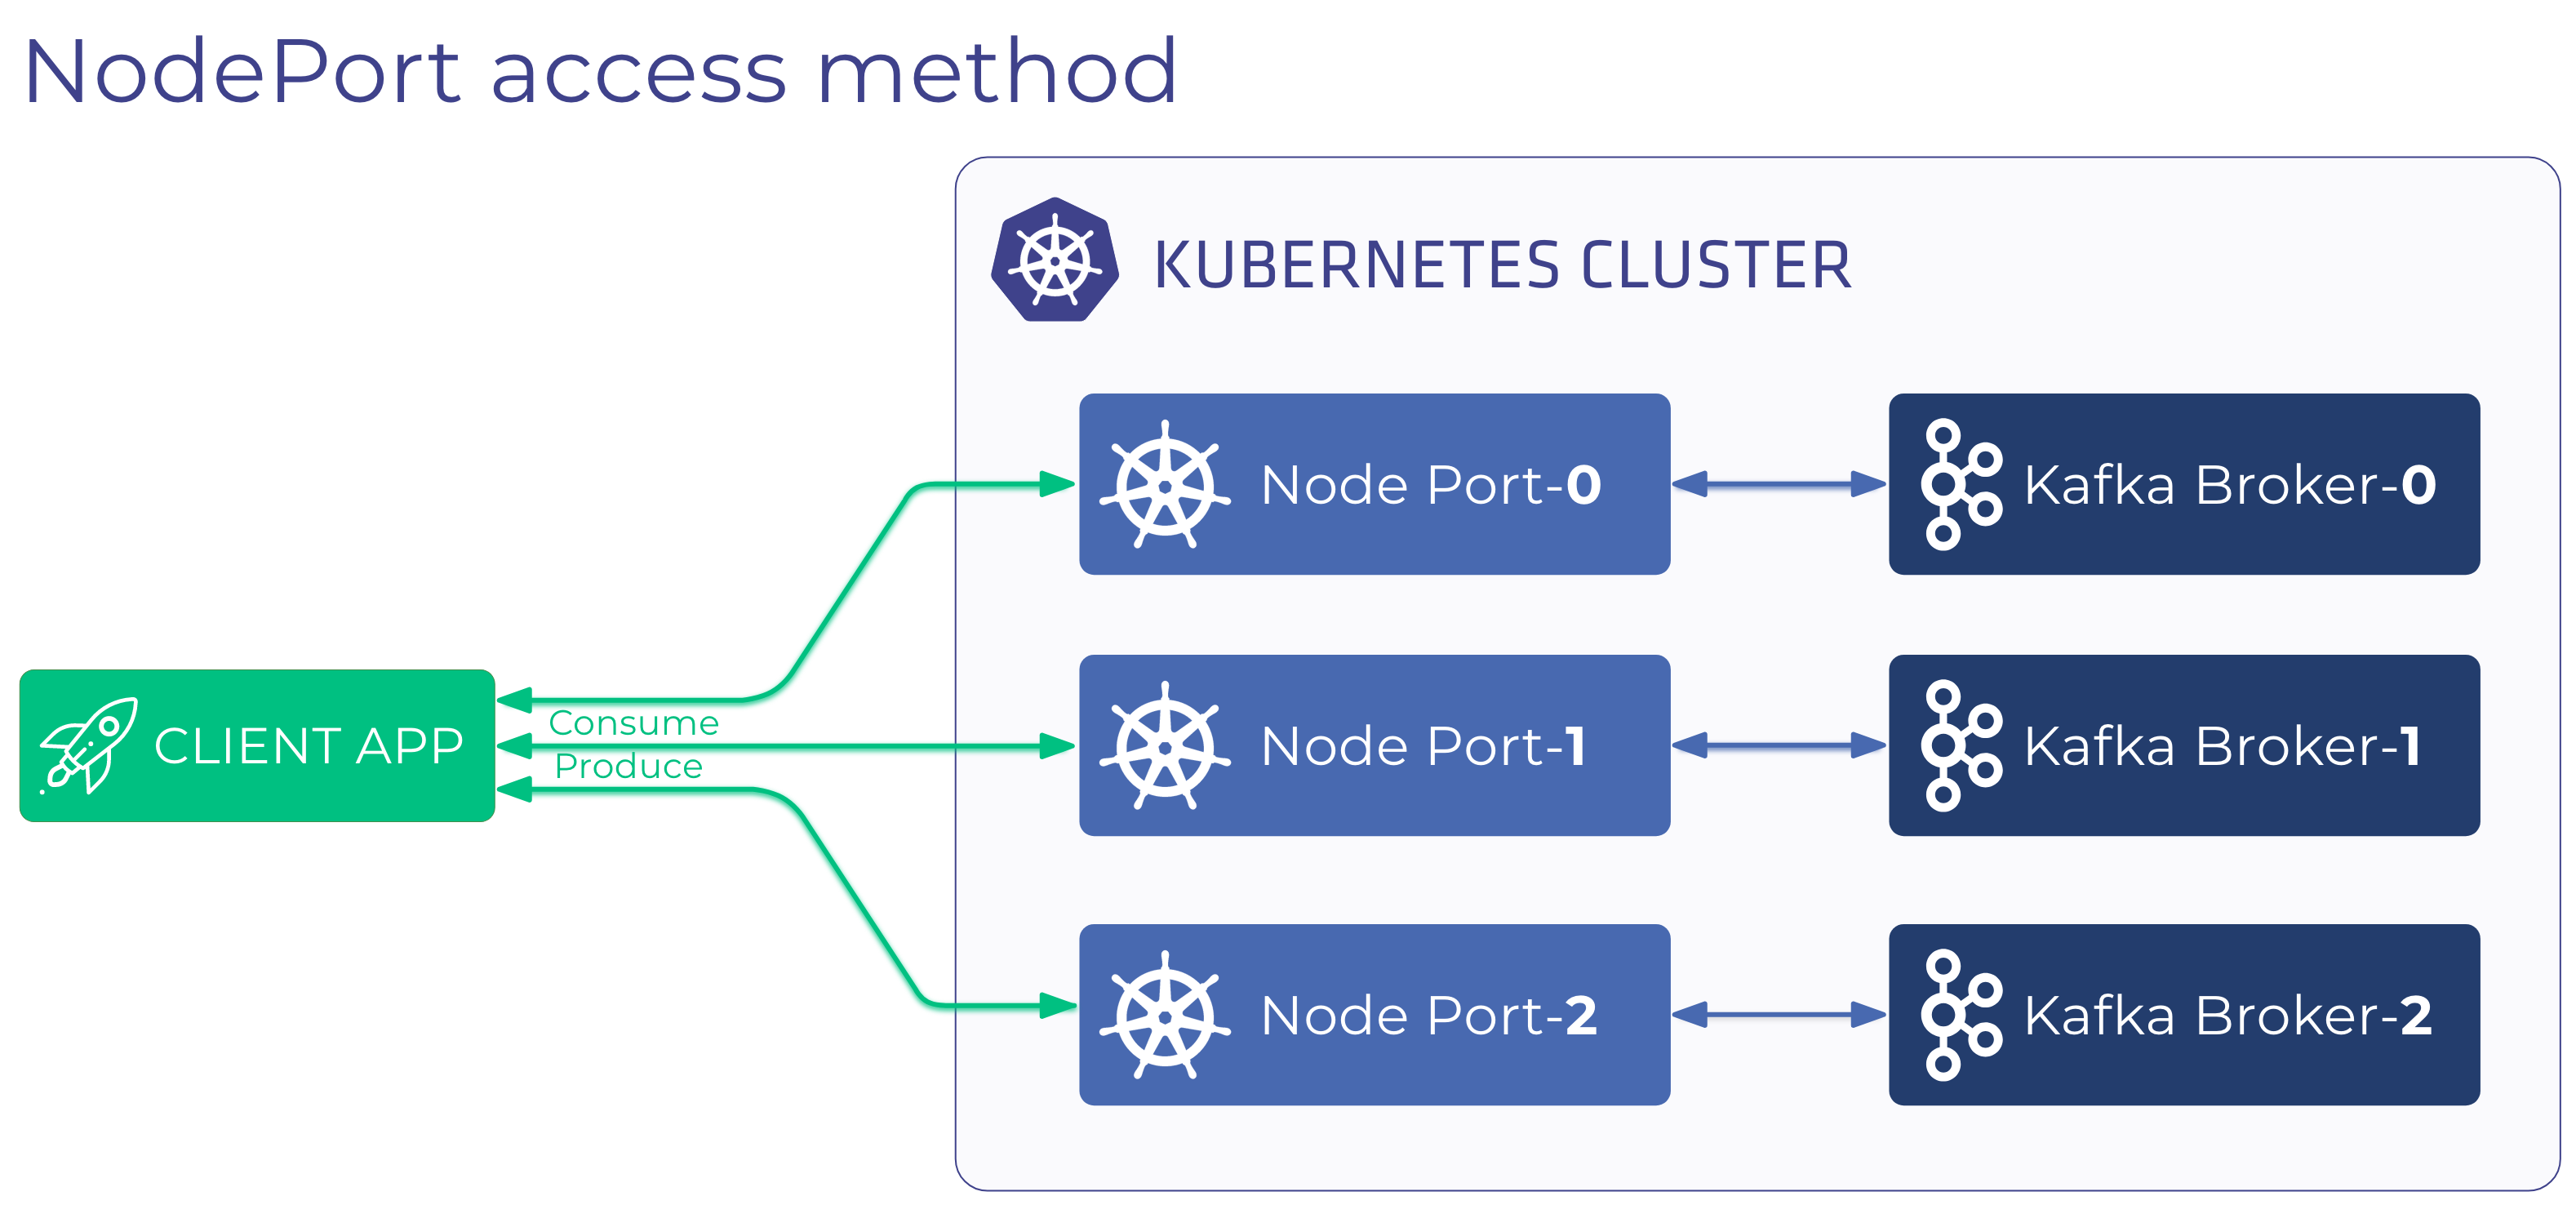 NodePort access method
KUBERNETES CLUSTER
Node Port-0
Kafka Broker-0
CLIENT APP
Consume
Produce
Node Port-1
Kafka Broker-1
Node Port-2
Kafka Broker-2